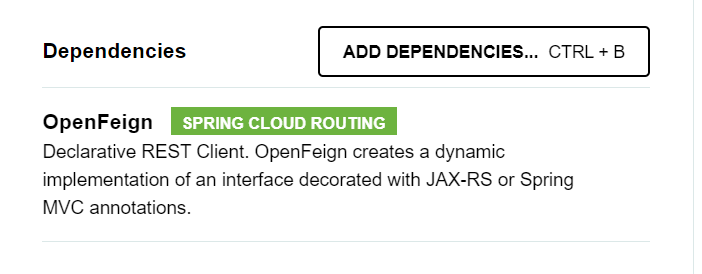 Dependencies
ADD DEPENDENCIES... CTRL + B
OpenFeign SPRING CLOUD ROUTING
Declarative REST Client. OpenFeign creates a dynamic
implementation of an interface decorated with JAX-RS or Spring
MVC annotations.